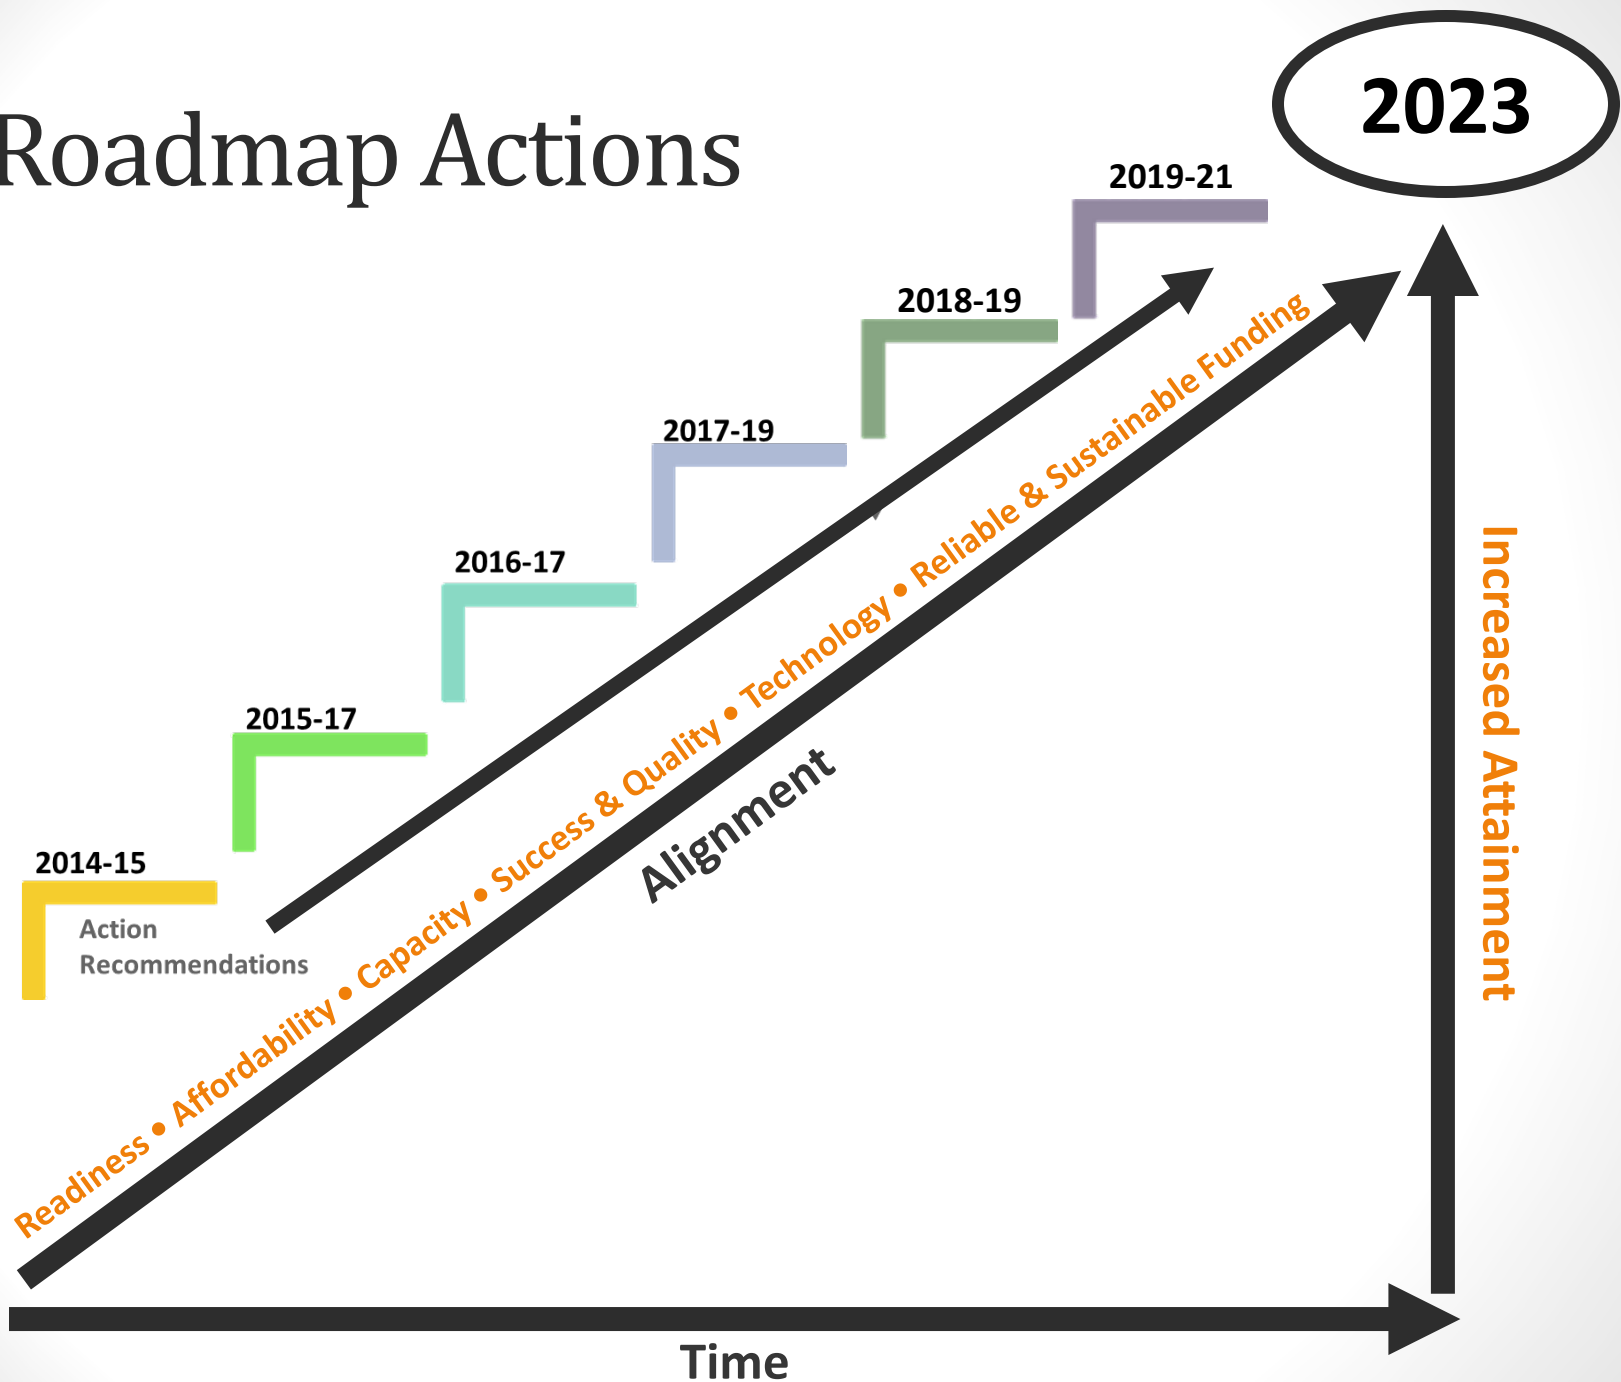 Roadmap Actions
2023
2019-21
2018-19
2017-19
2016-17
2015-17
2014-15
Action
Recommendations
Readiness • Affordability • Capacity • Success & Quality • Technology • Reliable & Sustainable Funding
Alignment
Increased Attainment
Time